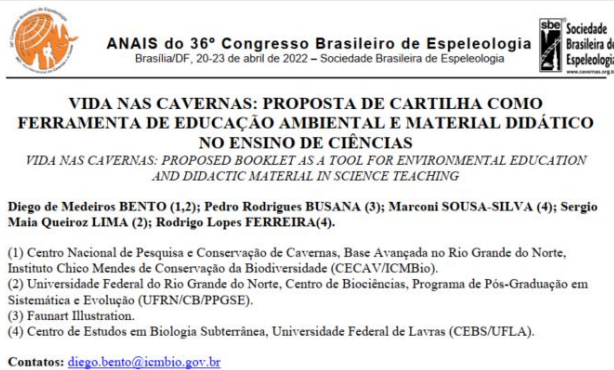 ANAIS do 36º Congresso Brasileiro de Espeleologia
Brasília/DF, 20-23 de abril de 2022 – Sociedade Brasileira de Espeleologia
sbe
Sociedade
Brasileira de
Espeleologia
www.cavernas.org.br
VIDA NAS CAVERNAS: PROPOSTA DE CARTILHA COMO
FERRAMENTA DE EDUCAÇÃO AMBIENTAL E MATERIAL DIDÁTICO
NO ENSINO DE CIÊNCIAS
VIDA NAS CAVERNAS: PROPOSED BOOKLET AS A TOOL FOR ENVIRONMENTAL EDUCATION
AND DIDACTIC MATERIAL IN SCIENCE TEACHING
Diego de Medeiros BENTO (1,2); Pedro Rodrigues BUSANA (3); Marconi SOUSA-SILVA (4); Sergio
Maia Queiroz LIMA (2); Rodrigo Lopes FERREIRA(4).
(1) Centro Nacional de Pesquisa e Conservação de Cavernas, Base Avançada no Rio Grande do Norte,
Instituto Chico Mendes de Conservação da Biodiversidade (CECAV/ICMBio).
(2) Universidade Federal do Rio Grande do Norte, Centro de Biociências, Programa de Pós-Graduação em
Sistemática e Evolução (UFRN/CB/PPGSE).
(3) Faunart Illustration.
(4) Centro de Estudos em Biologia Subterrânea, Universidade Federal de Lavras (CEBS/UFLA).
Contatos: diego.bento@icmbio.gov.br